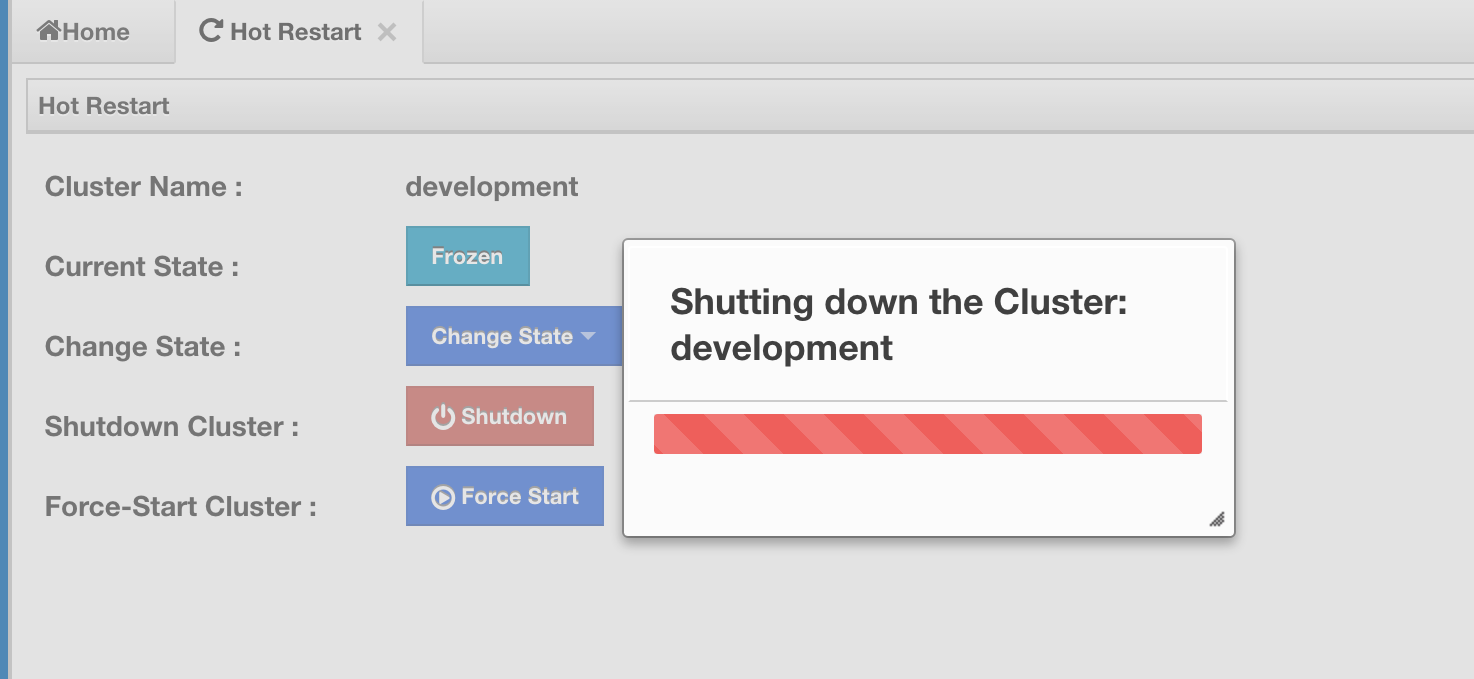 Home
Hot Restart
Hot Restart
Cluster Name :
development
Current State :
Frozen
Change State :
Change State
Shutdown Cluster :
Shutdown
Force-Start Cluster :
Force Start
Shutting down the Cluster:
development